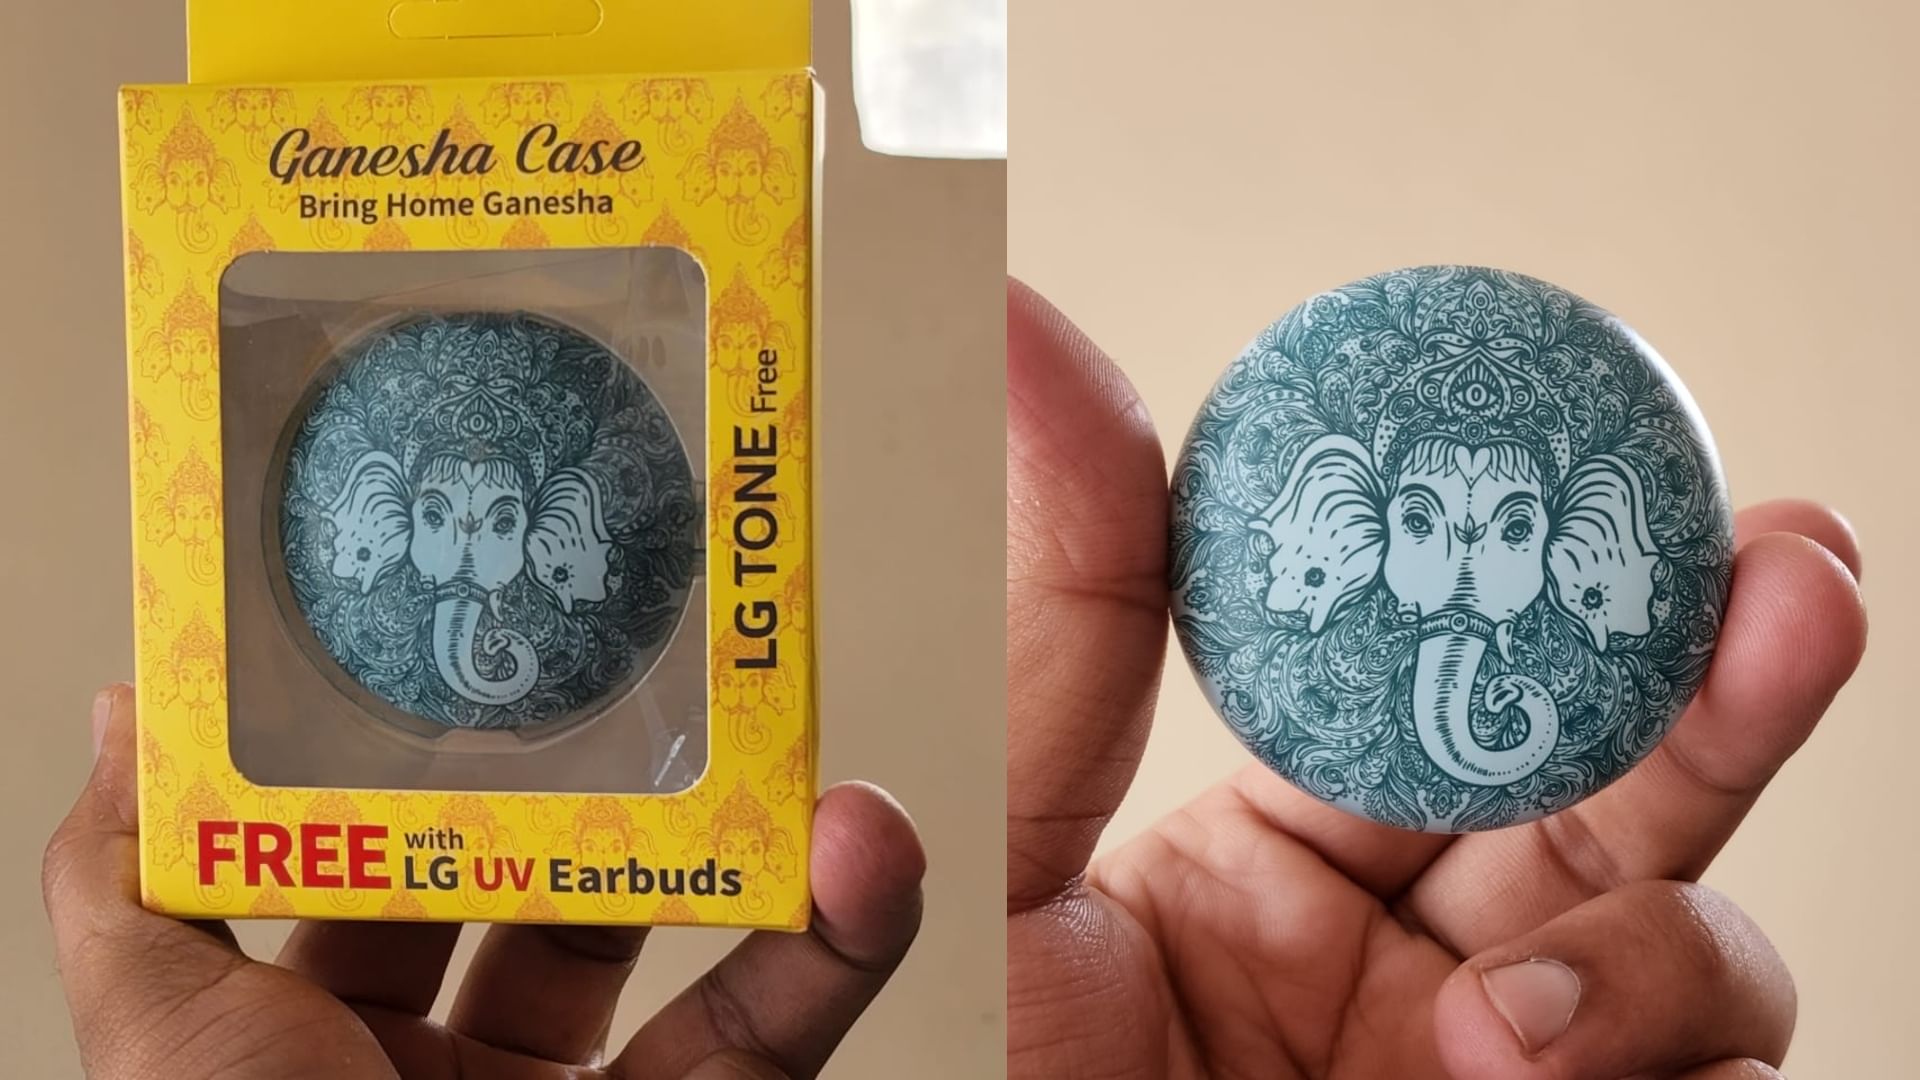 Ganesha Case
Bring Home Ganesha
LG TONE Free
FREE with
LG UV Earbuds